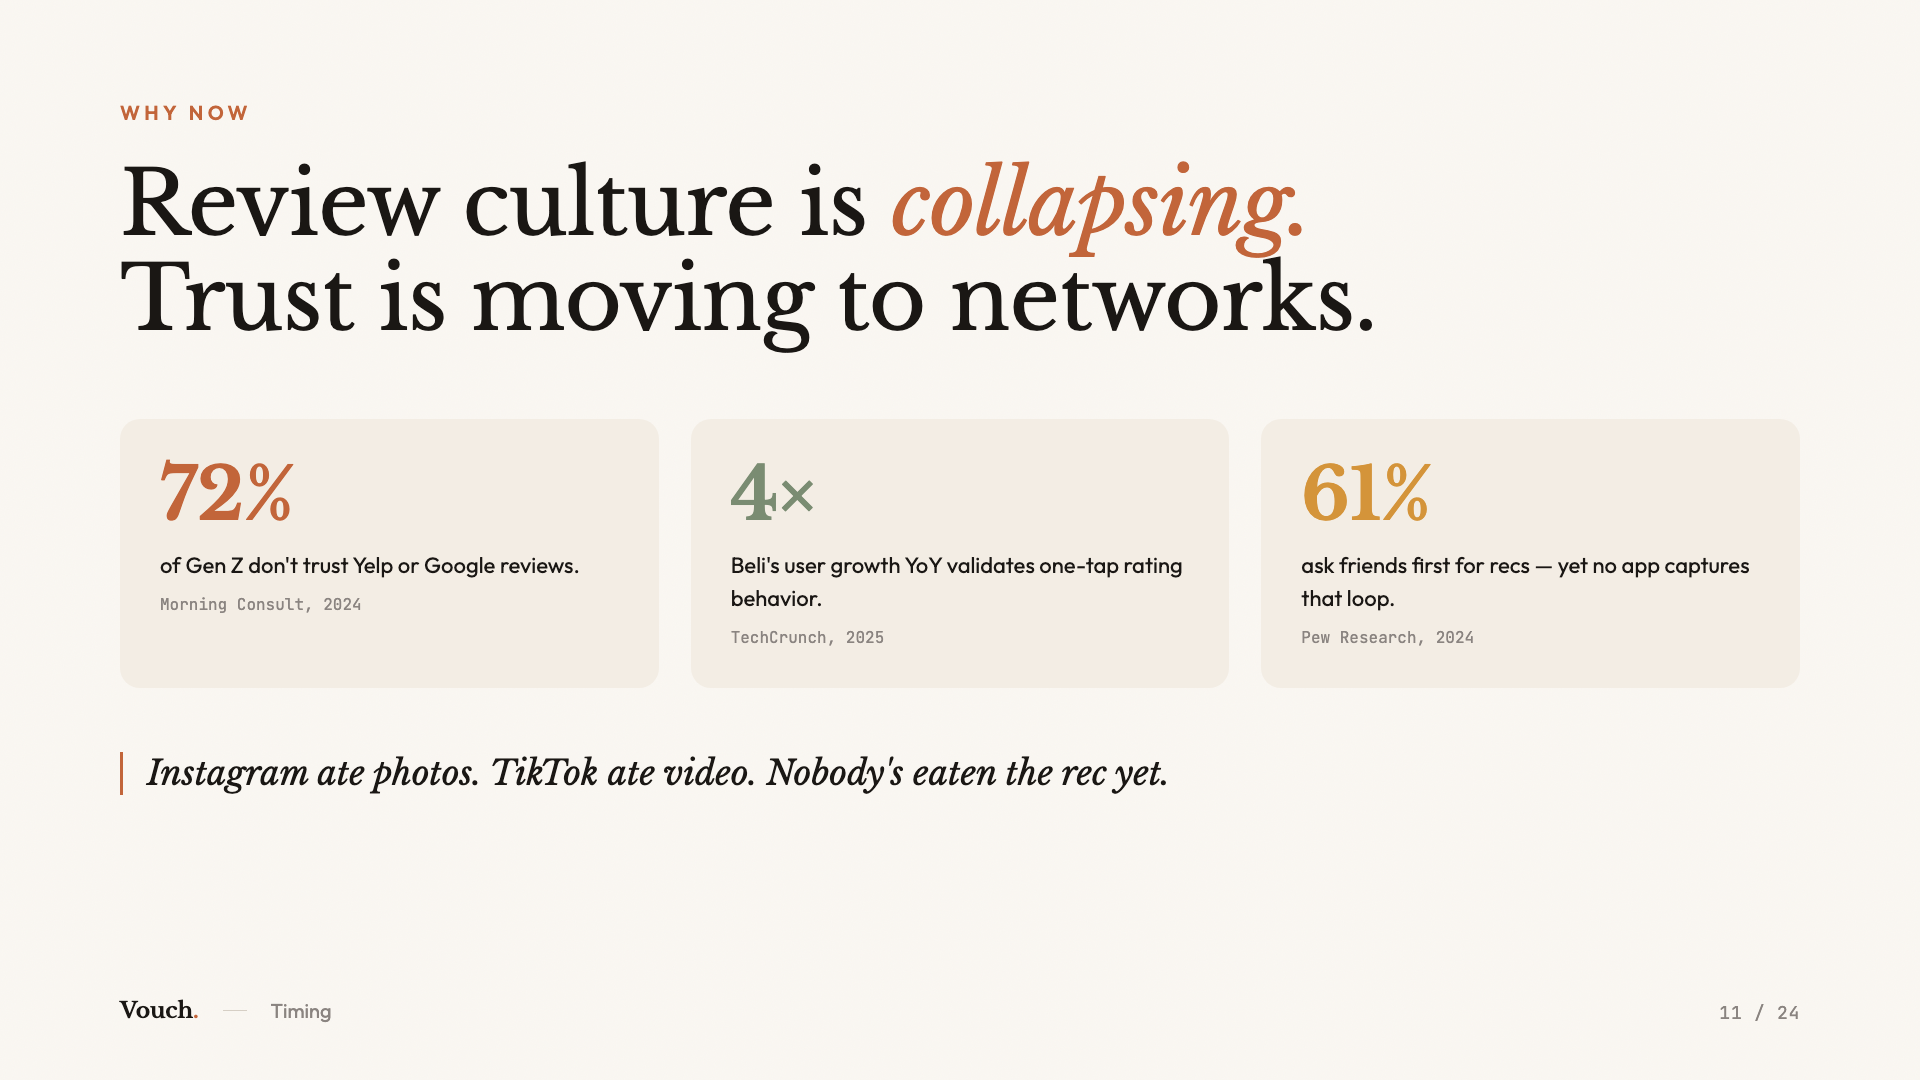 WHY NOW
Review culture is collapsing.
Trust is moving to networks.
72%
of Gen Z don't trust Yelp or Google reviews.
Morning Consult, 2024
4×
Beli's user growth YoY validates one-tap rating
behavior.
TechCrunch, 2025
61%
ask friends first for recs — yet no app captures
that loop.
Pew Research, 2024
Instagram ate photos. TikTok ate video. Nobody's eaten the rec yet.
Vouch. — Timing
11 / 24